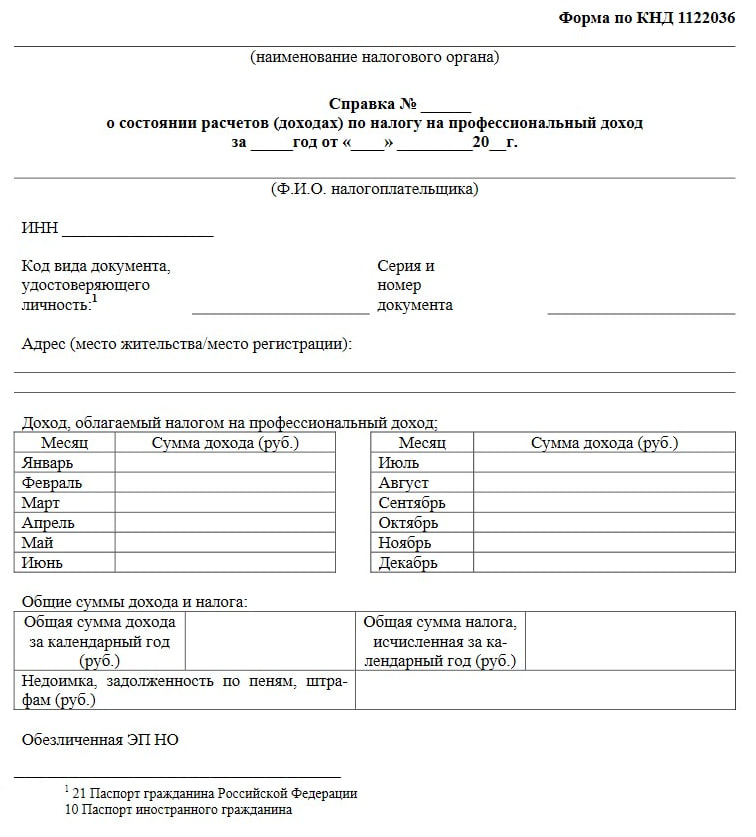 Форма по КНД 1122036
(наименование налогового органа)
Справка № ______
о состоянии расчетов (доходах) по налогу на профессиональный доход
за _____год от «____» _________20__г.
(Ф.И.О. налогоплательщика)
ИНН ___________________
Код вида документа,
удостоверяющего
личность:1
Серия и
номер
документа
Адрес (место жительства/место регистрации):
Доход, облагаемый налогом на профессиональный доход;
Месяц Сумма дохода (руб.) Месяц Сумма дохода (руб.)
Январь Июль
Февраль Август
Март Сентябрь
Апрель Октябрь
Май Ноябрь
Июнь Декабрь
Общие суммы дохода и налога:
Общая сумма дохода
за календарный год
(руб.)
Общая сумма налога,
исчисленная за ка-
лендарный год (руб.)
Недоимка, задолженность по пеням, штра-
фам (руб.)
Обезличенная ЭП НО
1 21 Паспорт гражданина Российской Федерации
10 Паспорт иностранного гражданина